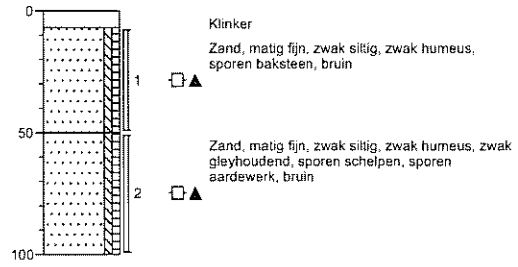 0
Klinker
Zand, matig fijn, zwak siltig, zwak humeus,
sporen baksteen, bruin
1
50
Zand, matig fijn, zwak siltig, zwak humeus, zwak
gleyhoudend, sporen schelpen, sporen
aardewerk, bruin
2
100